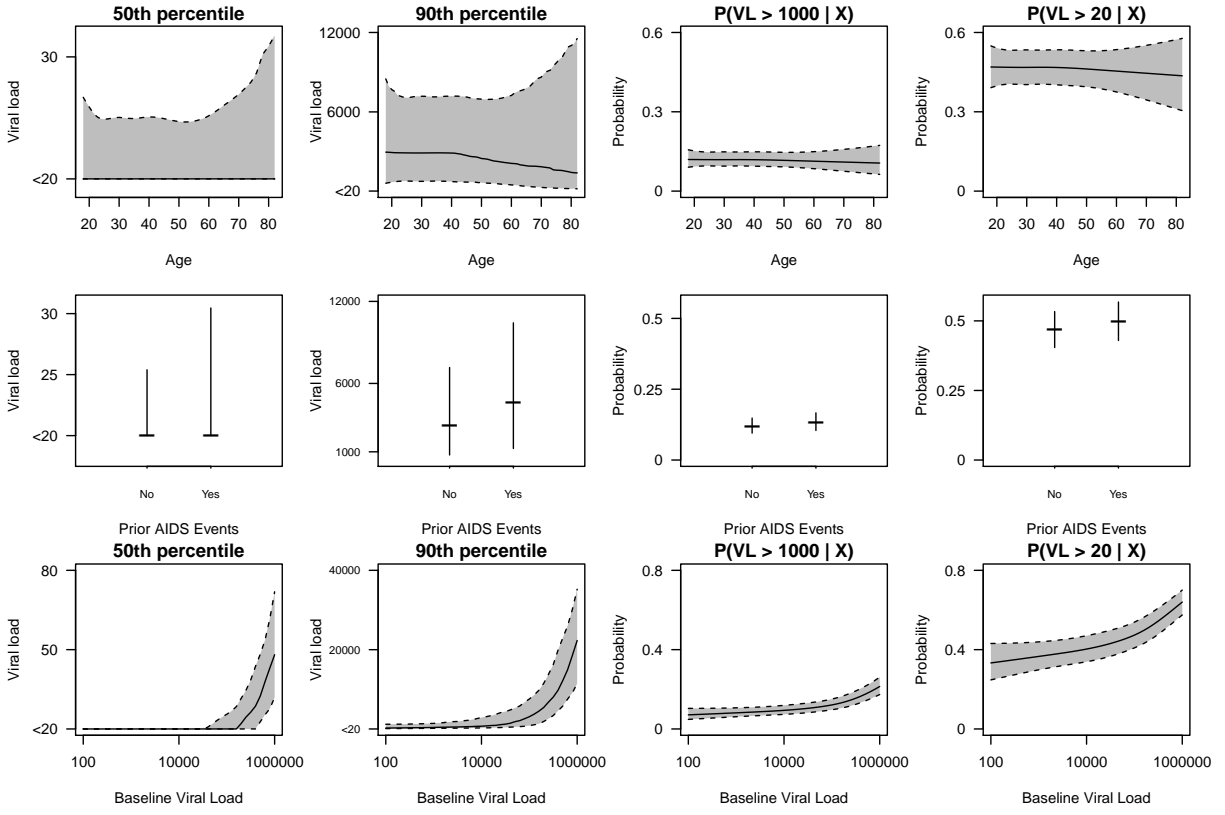 50th percentile
90th percentile
P(VL > 1000 | X)
P(VL > 20 | X)
Viral load
30
<20
20 30 40 50 60 70 80
Age
Viral load
12000
6000
<20
20 30 40 50 60 70 80
Age
Probability
0.6
0.3
0
20 30 40 50 60 70 80
Age
Probability
0.6
0.3
0
20 30 40 50 60 70 80
Age
Viral load
30
25
<20
No Yes
Prior AIDS Events
Viral load
12000
6000
1000
No Yes
Prior AIDS Events
Probability
0.5
0.25
0
No Yes
Prior AIDS Events
Probability
0.5
0.25
0
No Yes
Prior AIDS Events
50th percentile
90th percentile
P(VL > 1000 | X)
P(VL > 20 | X)
Viral load
80
50
<20
100 10000 1000000
Baseline Viral Load
Viral load
40000
20000
<20
100 10000 1000000
Baseline Viral Load
Probability
0.8
0.4
0
100 10000 1000000
Baseline Viral Load
Probability
0.8
0.4
0
100 10000 1000000
Baseline Viral Load